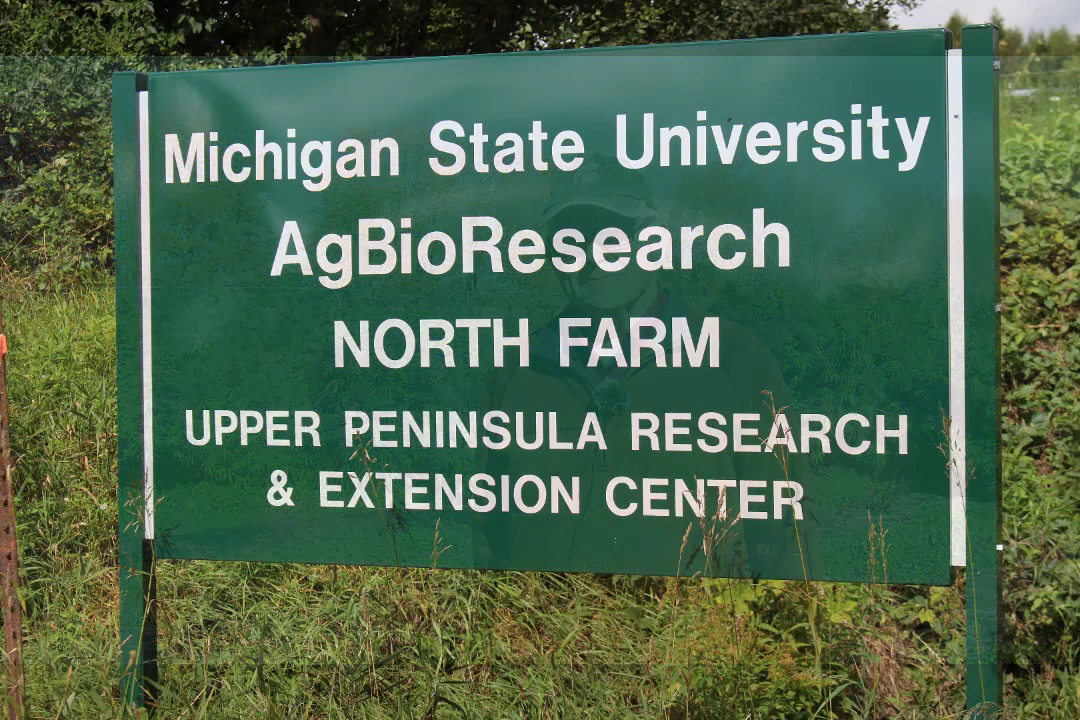 Michigan State University
AgBioResearch
NORTH FARM
UPPER PENINSULA RESEARCH
& EXTENSION CENTER